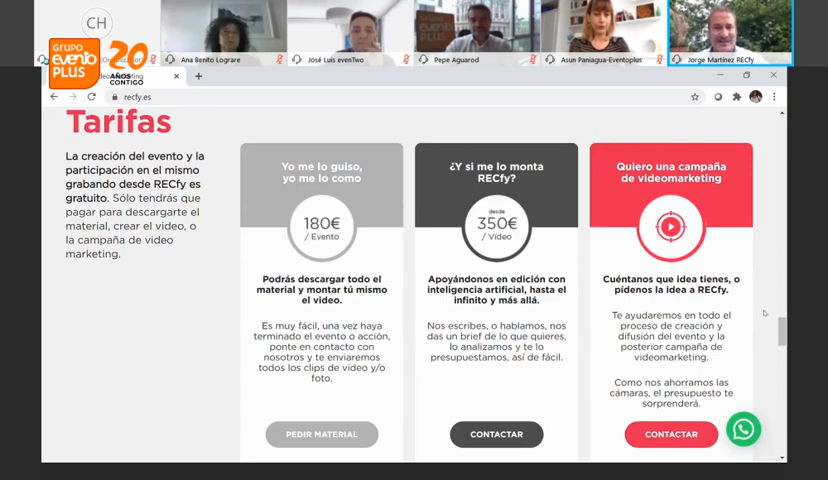 CH
GRUPO
evento
PLUS
20
AÑOS
CONTIGO
Ana Benito Lograre
José Luis evenTwo
Pepe Aguarod
Asun Paniagua-Eventoplus
Jorge Martínez RECfy
recfy.es
Tarifas
La creación del evento y la
participación en el mismo
grabando desde RECfy es
gratuito. Sólo tendrás que
pagar para descargarte el
material, crear el video, o
la campaña de video
marketing.
Yo me lo guiso,
yo me lo como
180€
/ Evento
Podrás descargar todo el
material y montar tú mismo
el video.
Es muy fácil, una vez haya
terminado el evento o acción,
ponte en contacto con
nosotros y te enviaremos
todos los clips de video y/o
foto.
PEDIR MATERIAL
¿Y si me lo monta
RECfy?
desde
350€
/ Vídeo
Apoyándonos en edición con
inteligencia artificial, hasta el
infinito y más allá.
Nos escribes, o hablamos, nos
das un brief de lo que quieres,
lo analizamos y te lo
presupuestamos, así de fácil.
CONTACTAR
Quiero una campaña
de videomarketing
Cuéntanos que idea tienes, o
pídenos la idea a RECfy.
Te ayudaremos en todo el
proceso de creación y
difusión del evento y la
posterior campaña de
videomarketing.
Como nos ahorramos las
cámaras, el presupuesto te
sorprenderá.
CONTACTAR